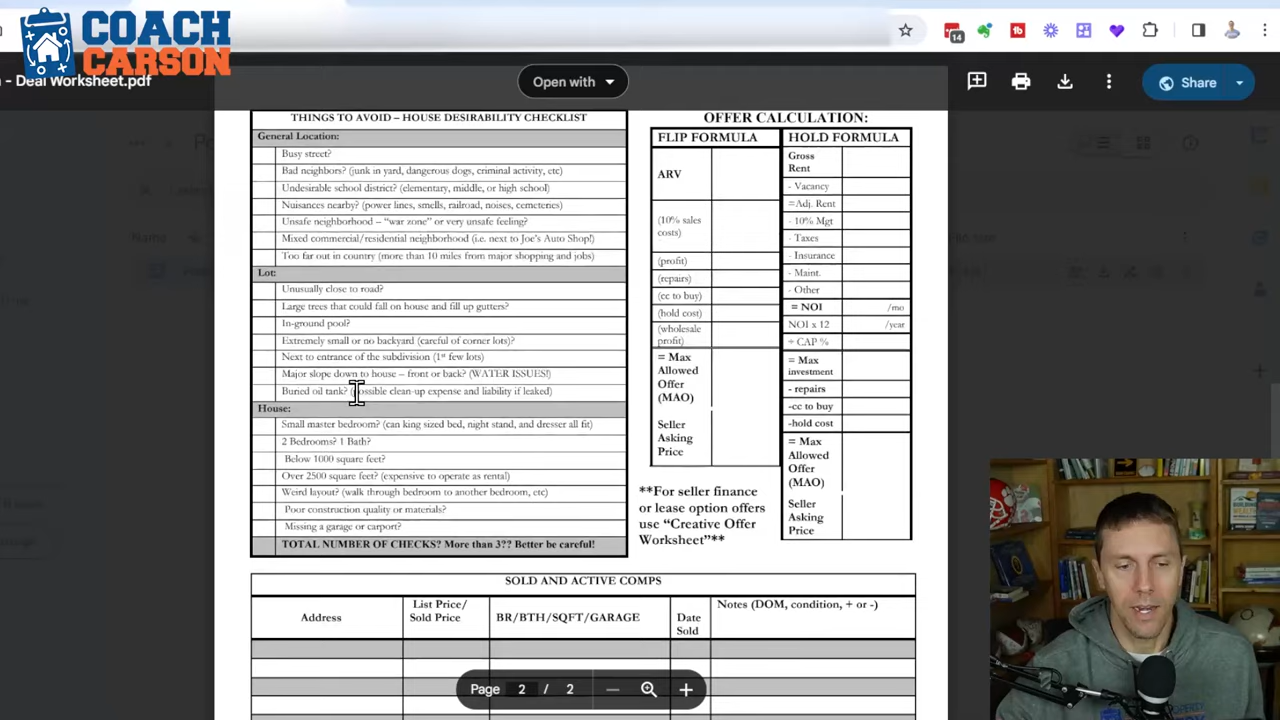 COACH
CARSON
- Deal Worksheet.pdf
Open with
14
Share
THINGS TO AVOID – HOUSE DESIRABILITY CHECKLIST
General Location:
Busy street?
Bad neighbors? (junk in yard, dangerous dogs, criminal activity, etc)
Undesirable school district? (elementary, middle, or high school)
Nuisances nearby? (power lines, smells, railroad, noises, cemeteries)
Unsafe neighborhood – “war zone” or very unsafe feeling?
Mixed commercial/residential neighborhood (i.e. next to Joe’s Auto Shop!)
Too far out in country (more than 10 miles from major shopping and jobs)
Lot:
Unusually close to road?
Large trees that could fall on house and fill up gutters?
In-ground pool?
Extremely small or no backyard (careful of corner lots)?
Next to entrance of the subdivision (1st few lots)
Major slope down to house – front or back? (WATER ISSUES!)
Buried oil tank? (possible clean-up expense and liability if leaked)
House:
Small master bedroom? (can king sized bed, night stand, and dresser all fit)
2 Bedrooms? 1 Bath?
Below 1000 square feet?
Over 2500 square feet? (expensive to operate as rental)
Weird layout? (walk through bedroom to another bedroom, etc)
Poor construction quality or materials?
Missing a garage or carport?
TOTAL NUMBER OF CHECKS? More than 3?? Better be careful!
OFFER CALCULATION:
FLIP FORMULA
ARV
(10% sales
costs)
(profit)
(repairs)
(cc to buy)
(hold cost)
(wholesale
profit)
= Max
Allowed
Offer
(MAO)
Seller
Asking
Price
HOLD FORMULA
Gross
Rent
- Vacancy
=Adj. Rent
- 10% Mgt
- Taxes
- Insurance
- Maint.
- Other
= NOI /mo
NOI x 12 /year
÷ CAP %
= Max
investment
- repairs
-cc to buy
-hold cost
= Max
Allowed
Offer
(MAO)
Seller
Asking
Price
**For seller finance
or lease option offers
use “Creative Offer
Worksheet”**
SOLD AND ACTIVE COMPS
Address
List Price/
Sold Price
BR/BTH/SQFT/GARAGE
Date
Sold
Notes (DOM, condition, + or -)
Page 2 / 2